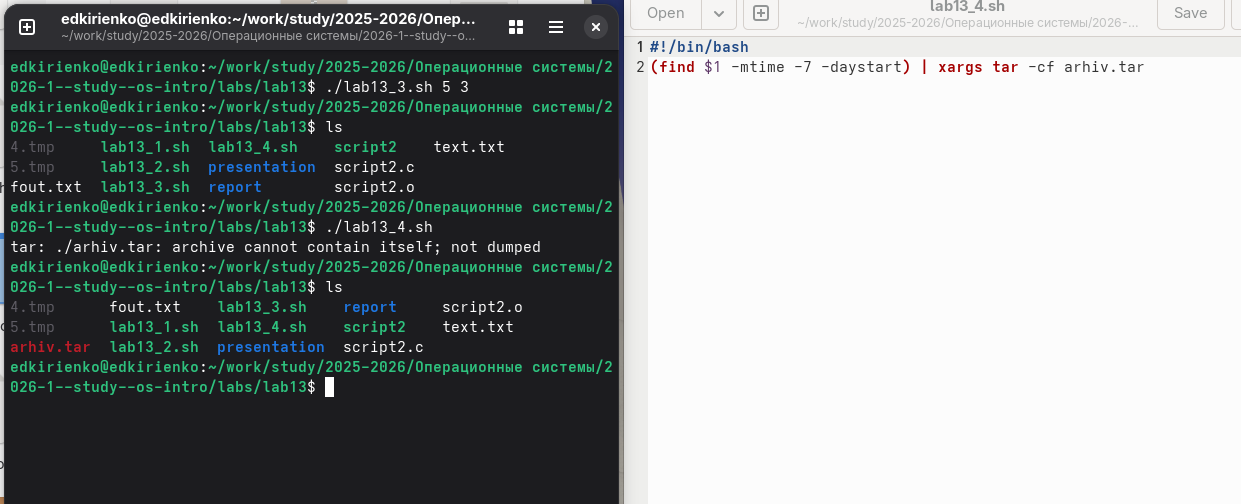 edkirienko@edkirienko:~/work/study/2025-2026/Опер...
~/work/study/2025-2026/Операционные системы/2026-1--study--o...
edkirienko@edkirienko:~/work/study/2025-2026/Операционные системы/2
026-1--study--os-intro/labs/lab13$ ./lab13_3.sh 5 3
edkirienko@edkirienko:~/work/study/2025-2026/Операционные системы/2
026-1--study--os-intro/labs/lab13$ ls
4.tmp lab13_1.sh lab13_4.sh script2 text.txt
5.tmp lab13_2.sh presentation script2.c
fout.txt lab13_3.sh report script2.o
edkirienko@edkirienko:~/work/study/2025-2026/Операционные системы/2
026-1--study--os-intro/labs/lab13$ ./lab13_4.sh
tar: ./arhiv.tar: archive cannot contain itself; not dumped
edkirienko@edkirienko:~/work/study/2025-2026/Операционные системы/2
026-1--study--os-intro/labs/lab13$ ls
4.tmp fout.txt lab13_3.sh report script2.o
5.tmp lab13_1.sh lab13_4.sh script2 text.txt
arhiv.tar lab13_2.sh presentation script2.c
edkirienko@edkirienko:~/work/study/2025-2026/Операционные системы/2
026-1--study--os-intro/labs/lab13$
Open
lab13_4.sh
~/work/study/2025-2026/Операционные системы/2026-...
Save
1 #!/bin/bash
2 (find $1 -mtime -7 -daystart) | xargs tar -cf arhiv.tar